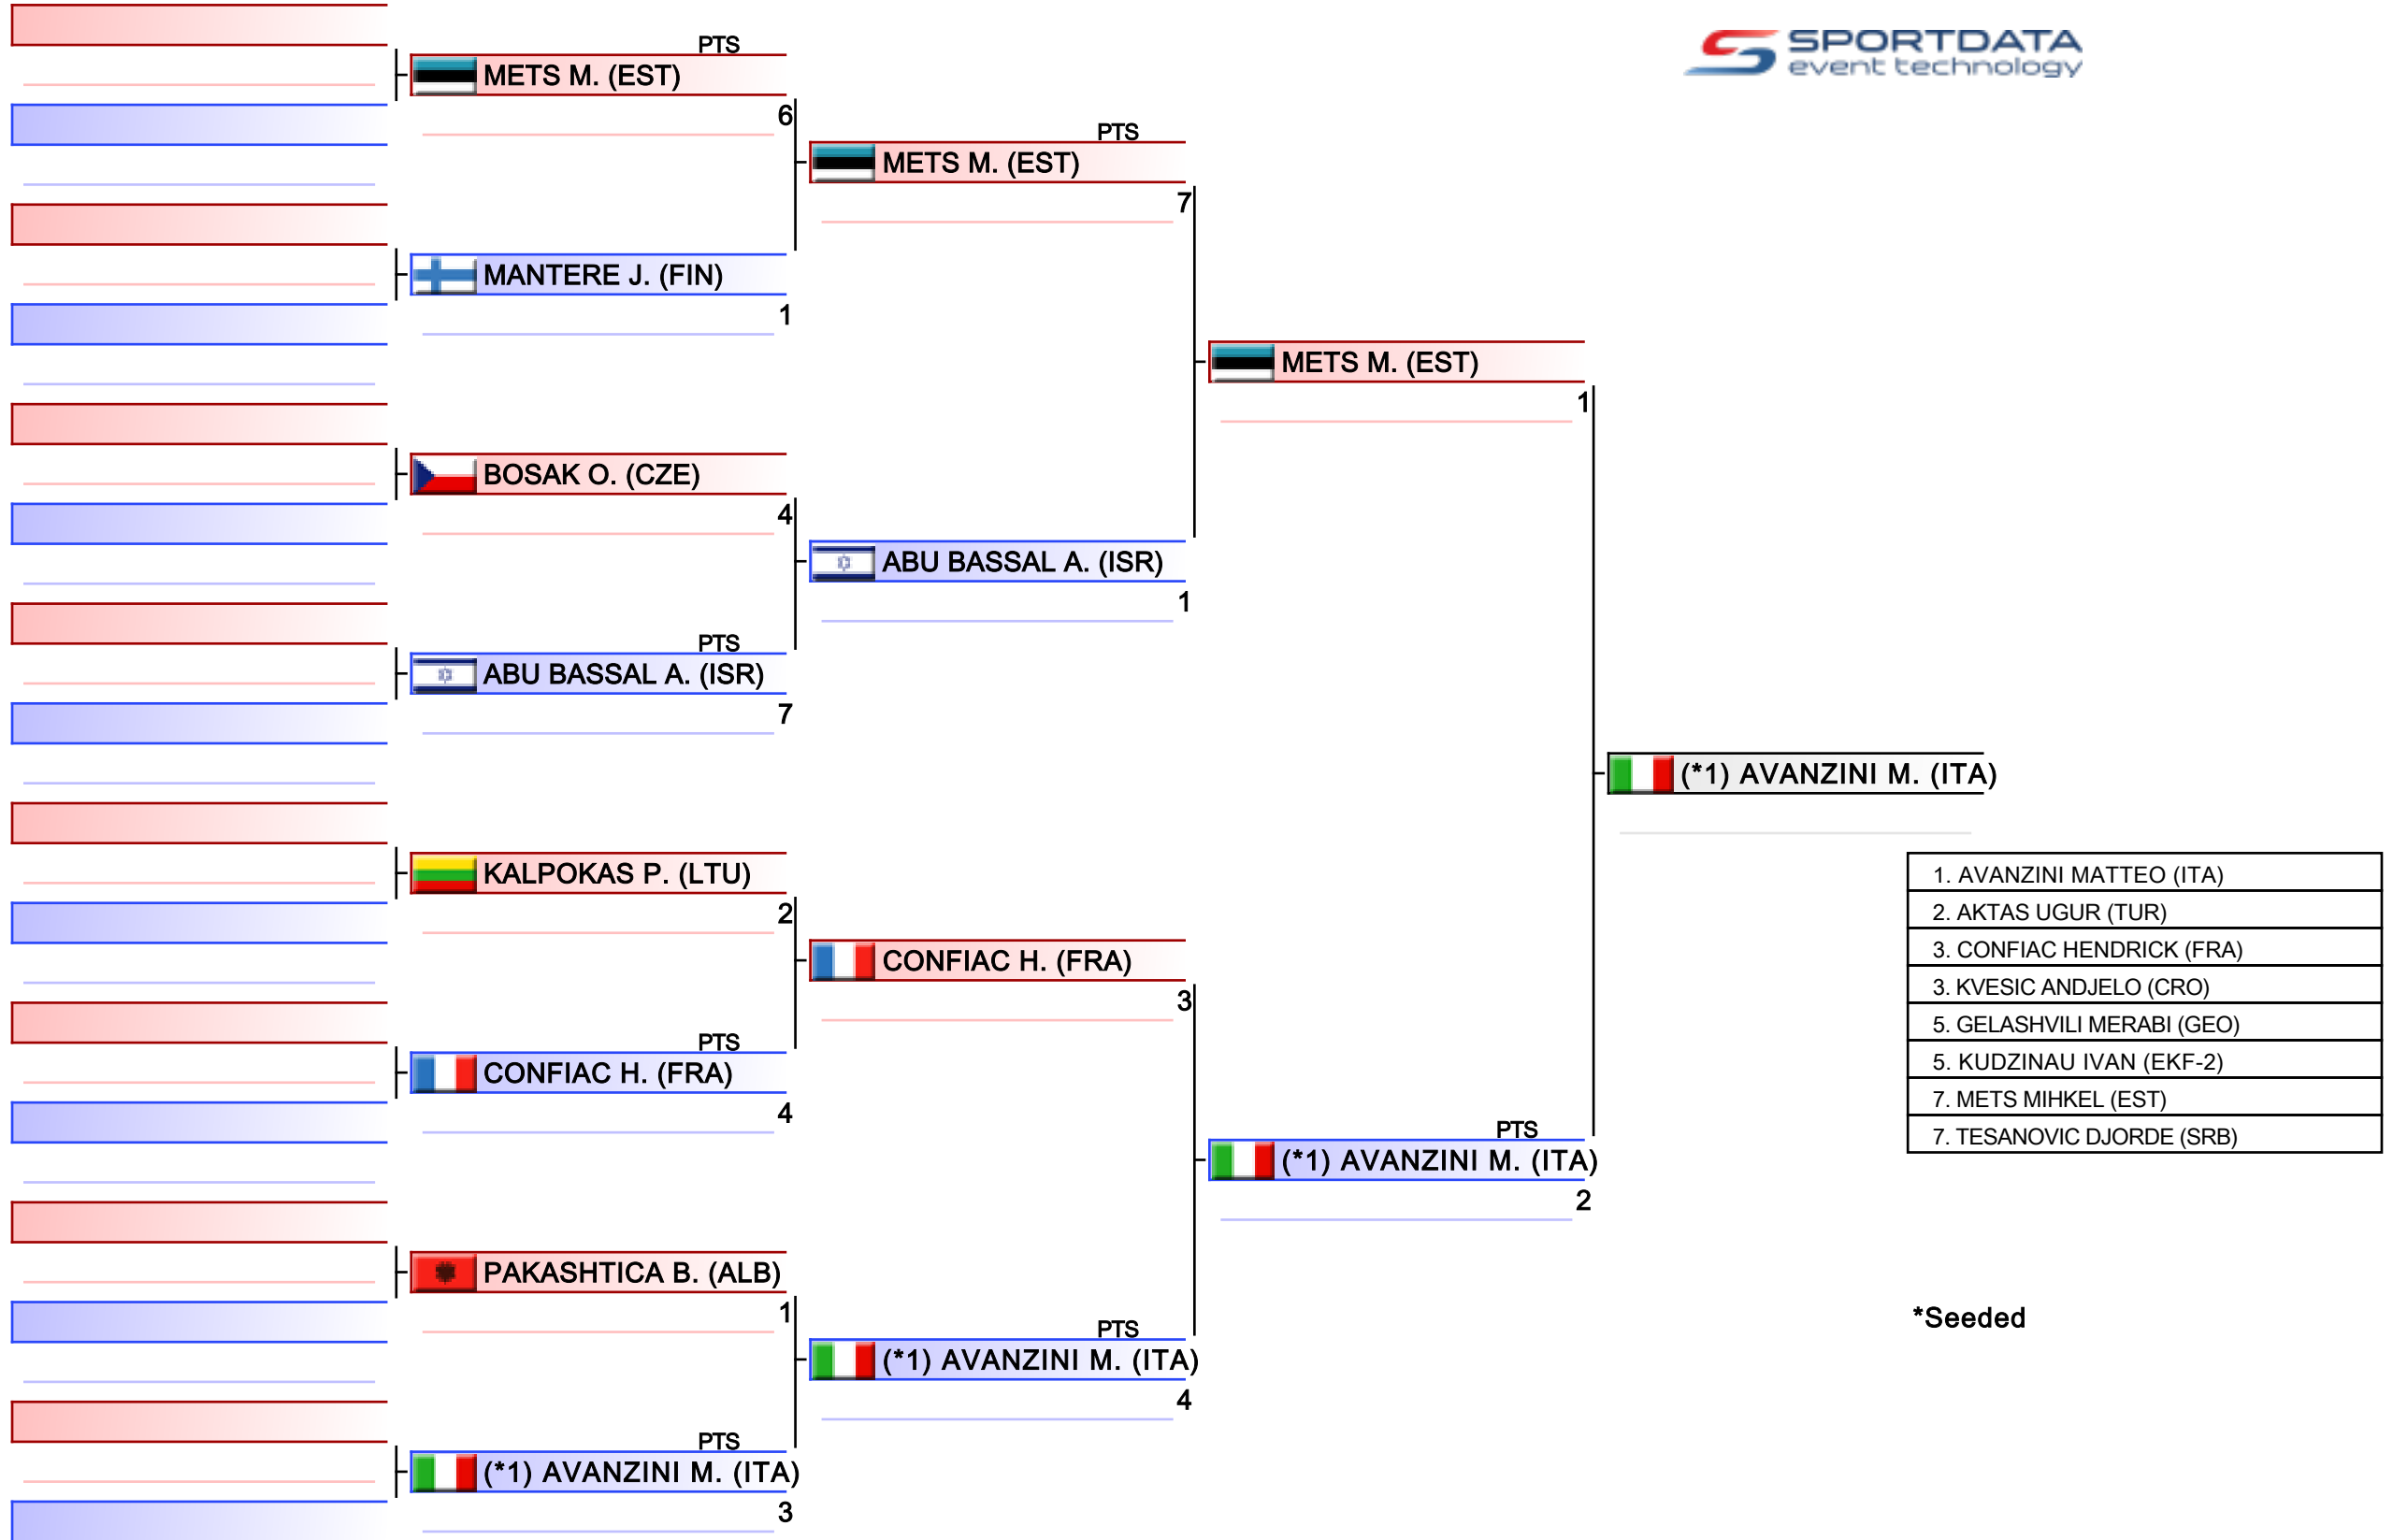 SPORTDATA
event technology
PTS
METS M. (EST)
6
MANTERE J. (FIN)
1
BOSAK O. (CZE)
4
PTS
ABU BASSAL A. (ISR)
7
KALPOKAS P. (LTU)
2
PTS
CONFIAC H. (FRA)
4
PAKASHTICA B. (ALB)
1
PTS
(*1) AVANZINI M. (ITA)
3
PTS
METS M. (EST)
7
ABU BASSAL A. (ISR)
1
CONFIAC H. (FRA)
3
PTS
(*1) AVANZINI M. (ITA)
4
METS M. (EST)
1
PTS
(*1) AVANZINI M. (ITA)
2
(*1) AVANZINI M. (ITA)
1. AVANZINI MATTEO (ITA)
2. AKTAS UGUR (TUR)
3. CONFIAC HENDRICK (FRA)
3. KVESIC ANDJELO (CRO)
5. GELASHVILI MERABI (GEO)
5. KUDZINAU IVAN (EKF-2)
7. METS MIHKEL (EST)
7. TESANOVIC DJORDE (SRB)
*Seeded